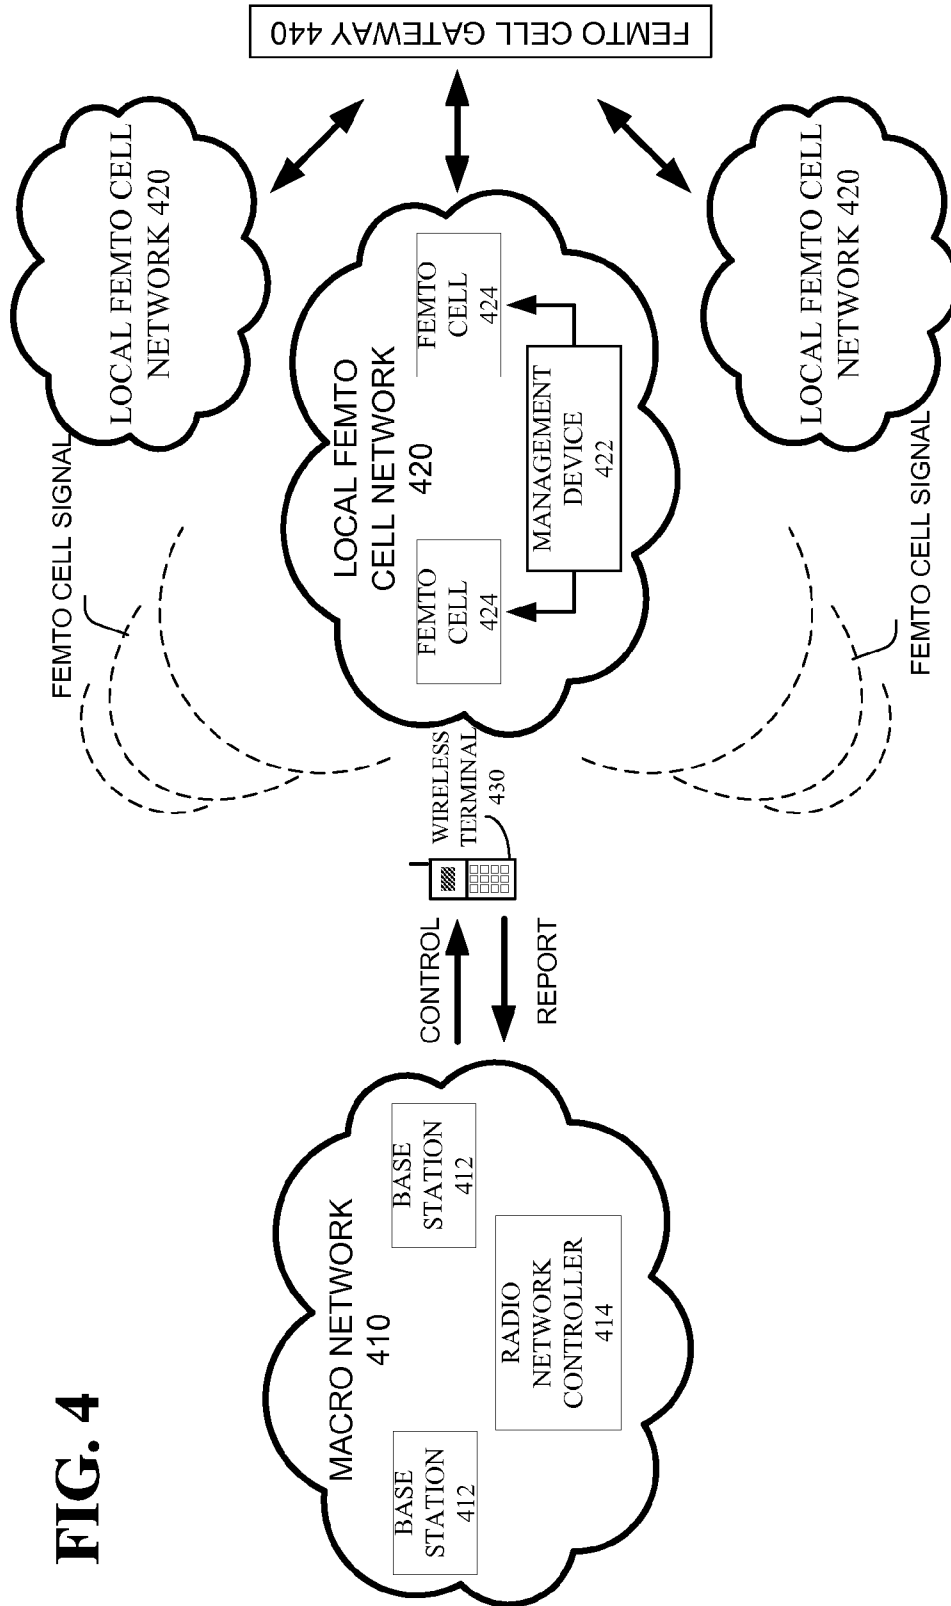 FIG. 4
MACRO NETWORK
410
BASE
STATION
412
BASE
STATION
412
RADIO
NETWORK
CONTROLLER
414
CONTROL
REPORT
WIRELESS
TERMINAL
430
FEMTO CELL SIGNAL
LOCAL FEMTO CELL
NETWORK 420
LOCAL FEMTO
CELL NETWORK
420
FEMTO
CELL
424
FEMTO
CELL
424
MANAGEMENT
DEVICE
422
FEMTO CELL SIGNAL
LOCAL FEMTO CELL
NETWORK 420
FEMTO CELL GATEWAY 440